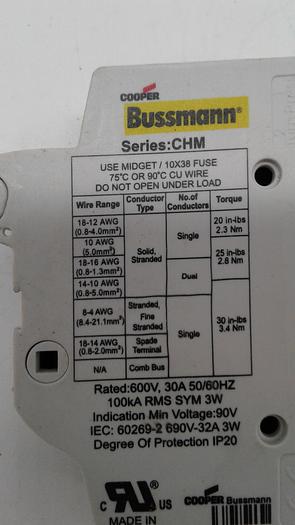 COOPER
Bussmann®
Series:CHM
USE MIDGET / 10X38 FUSE
75°C OR 90°C CU WIRE
DO NOT OPEN UNDER LOAD
Wire Range Conductor Type No. of Conductors Torque
18-12 AWG (0.8-4.0mm²) Solid, Stranded Single 20 in-lbs 2.3 Nm
10 AWG (5.0mm²) 25 in-lbs 2.8 Nm
18-16 AWG (0.8-1.3mm²) Dual
14-10 AWG (0.8-5.0mm²) 30 in-lbs 3.4 Nm
8-4 AWG (8.4-21.1mm²) Stranded, Fine Stranded Single
18-14 AWG (0.8-2.0mm²) Spade Terminal
N/A Comb Bus
Rated:600V, 30A 50/60HZ
100kA RMS SYM 3W
Indication Min Voltage:90V
IEC: 60269-2 690V-32A 3W
Degree Of Protection IP20
C UR US COOPER Bussmann
MADE IN